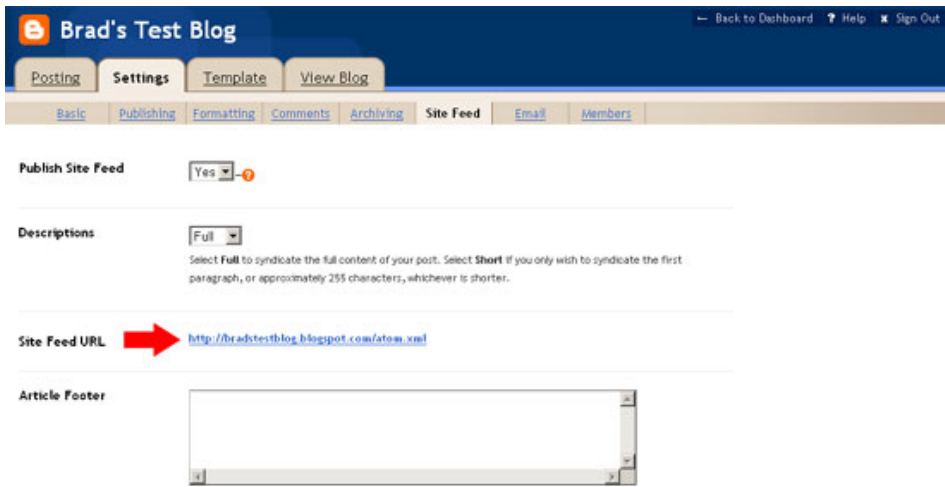 ← Back to Dashboard ? Help x Sign Out
Brad's Test Blog
Posting Settings Template View Blog
Basic Publishing Formatting Comments Archiving Site Feed Email Members
Publish Site Feed Yes ?
Descriptions Full
Select Full to syndicate the full content of your post. Select Short if you only wish to syndicate the first
paragraph, or approximately 255 characters, whichever is shorter.
Site Feed URL http://bradstestblog.blogspot.com/atom.xml
Article Footer